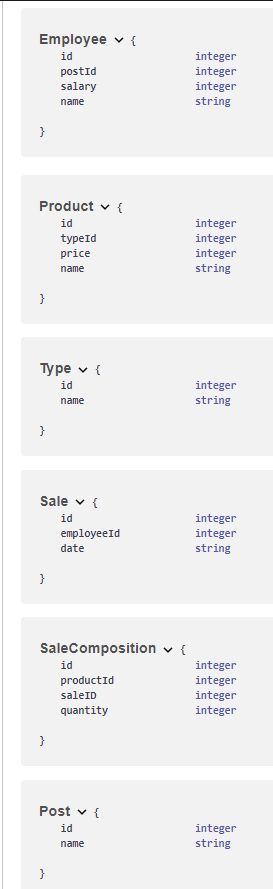 Employee {
id integer
postId integer
salary integer
name string
}
Product {
id integer
typeId integer
price integer
name string
}
Type {
id integer
name string
}
Sale {
id integer
employeeId integer
date string
}
SaleComposition {
id integer
productId integer
saleID integer
quantity integer
}
Post {
id integer
name string
}